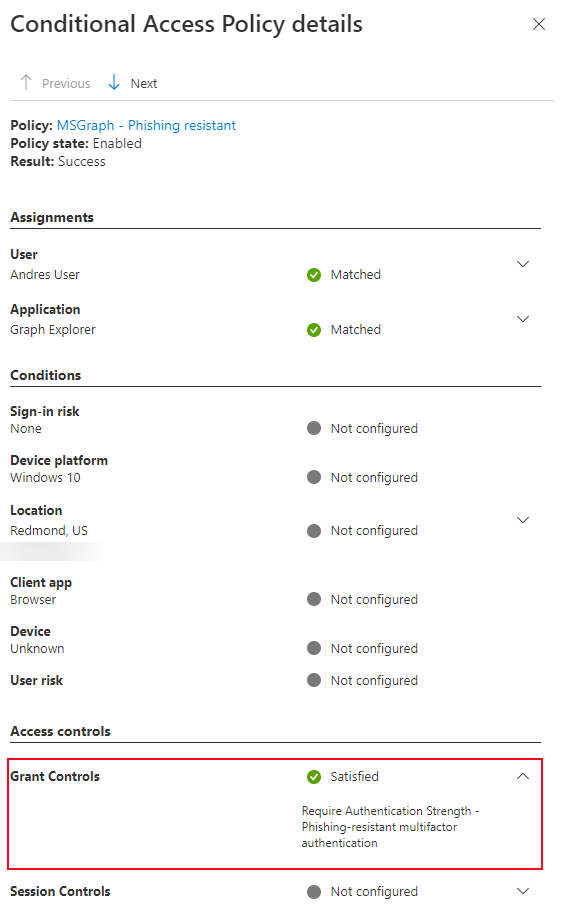 Conditional Access Policy details
Previous Next
Policy: MSGraph - Phishing resistant
Policy state: Enabled
Result: Success
Assignments
User
Andres User Matched
Application
Graph Explorer Matched
Conditions
Sign-in risk
None Not configured
Device platform
Windows 10 Not configured
Location
Redmond, US Not configured
Client app
Browser Not configured
Device
Unknown Not configured
User risk Not configured
Access controls
Grant Controls Satisfied
Require Authentication Strength -
Phishing-resistant multifactor
authentication
Session Controls Not configured